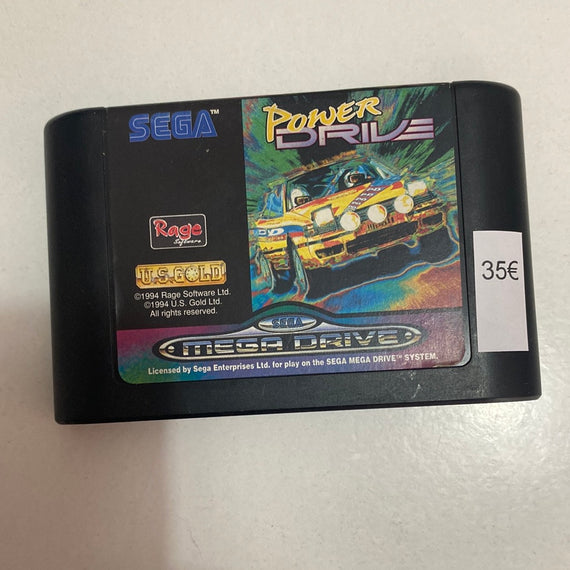 SEGA™
POWER
DRIVE
Rage
Software
U.S. GOLD
©1994 Rage Software Ltd.
©1994 U.S. Gold Ltd.
All rights reserved.
35€
SEGA
MEGA DRIVE
Licensed by Sega Enterprises Ltd. for play on the SEGA MEGA DRIVE™ SYSTEM.